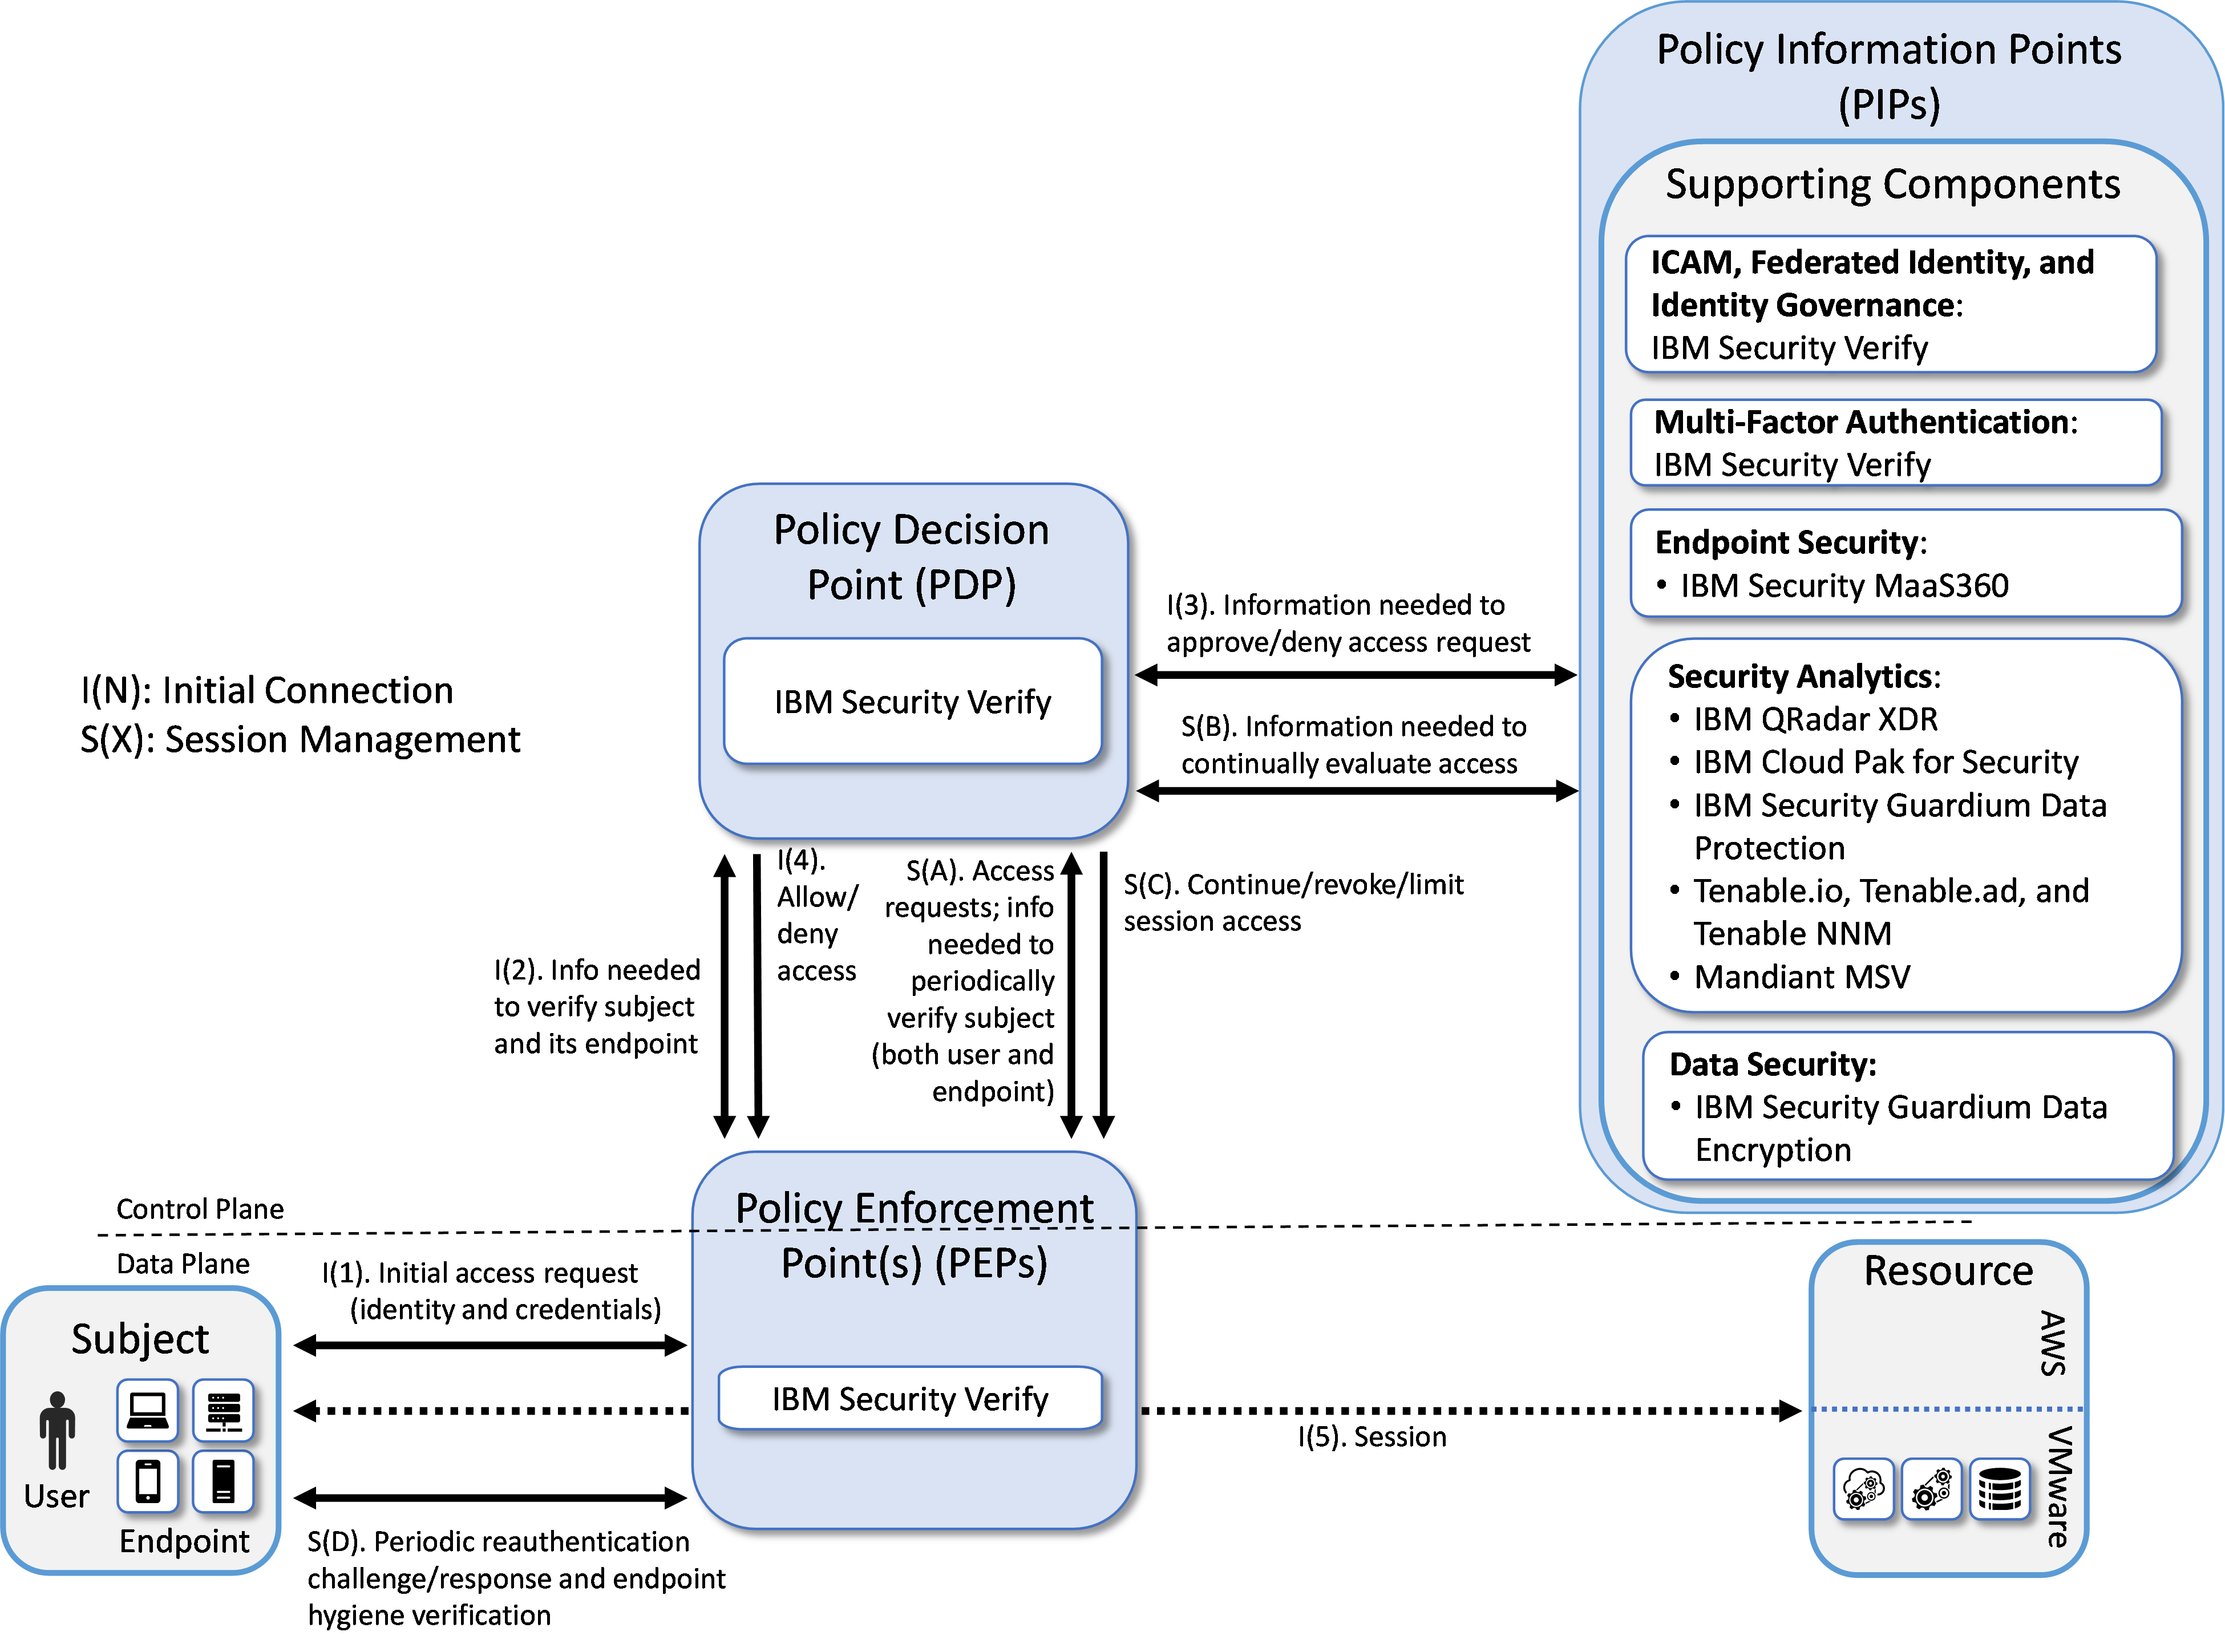 Policy Information Points
(PIPs)
Supporting Components
ICAM, Federated Identity, and
Identity Governance:
IBM Security Verify
Multi-Factor Authentication:
IBM Security Verify
Endpoint Security:
• IBM Security MaaS360
Security Analytics:
• IBM QRadar XDR
• IBM Cloud Pak for Security
• IBM Security Guardium Data
Protection
• Tenable.io, Tenable.ad, and
Tenable NNM
• Mandiant MSV
Data Security:
• IBM Security Guardium Data
Encryption
Policy Decision
Point (PDP)
IBM Security Verify
I(3). Information needed to
approve/deny access request
S(B). Information needed to
continually evaluate access
I(N): Initial Connection
S(X): Session Management
I(2). Info needed
to verify subject
and its endpoint
I(4).
Allow/
deny
access
S(A). Access
requests; info
needed to
periodically
verify subject
(both user and
endpoint)
S(C). Continue/revoke/limit
session access
Control Plane
Data Plane
Policy Enforcement
Point(s) (PEPs)
IBM Security Verify
I(1). Initial access request
(identity and credentials)
Subject
User
Endpoint
S(D). Periodic reauthentication
challenge/response and endpoint
hygiene verification
I(5). Session
Resource
AWS
VMware